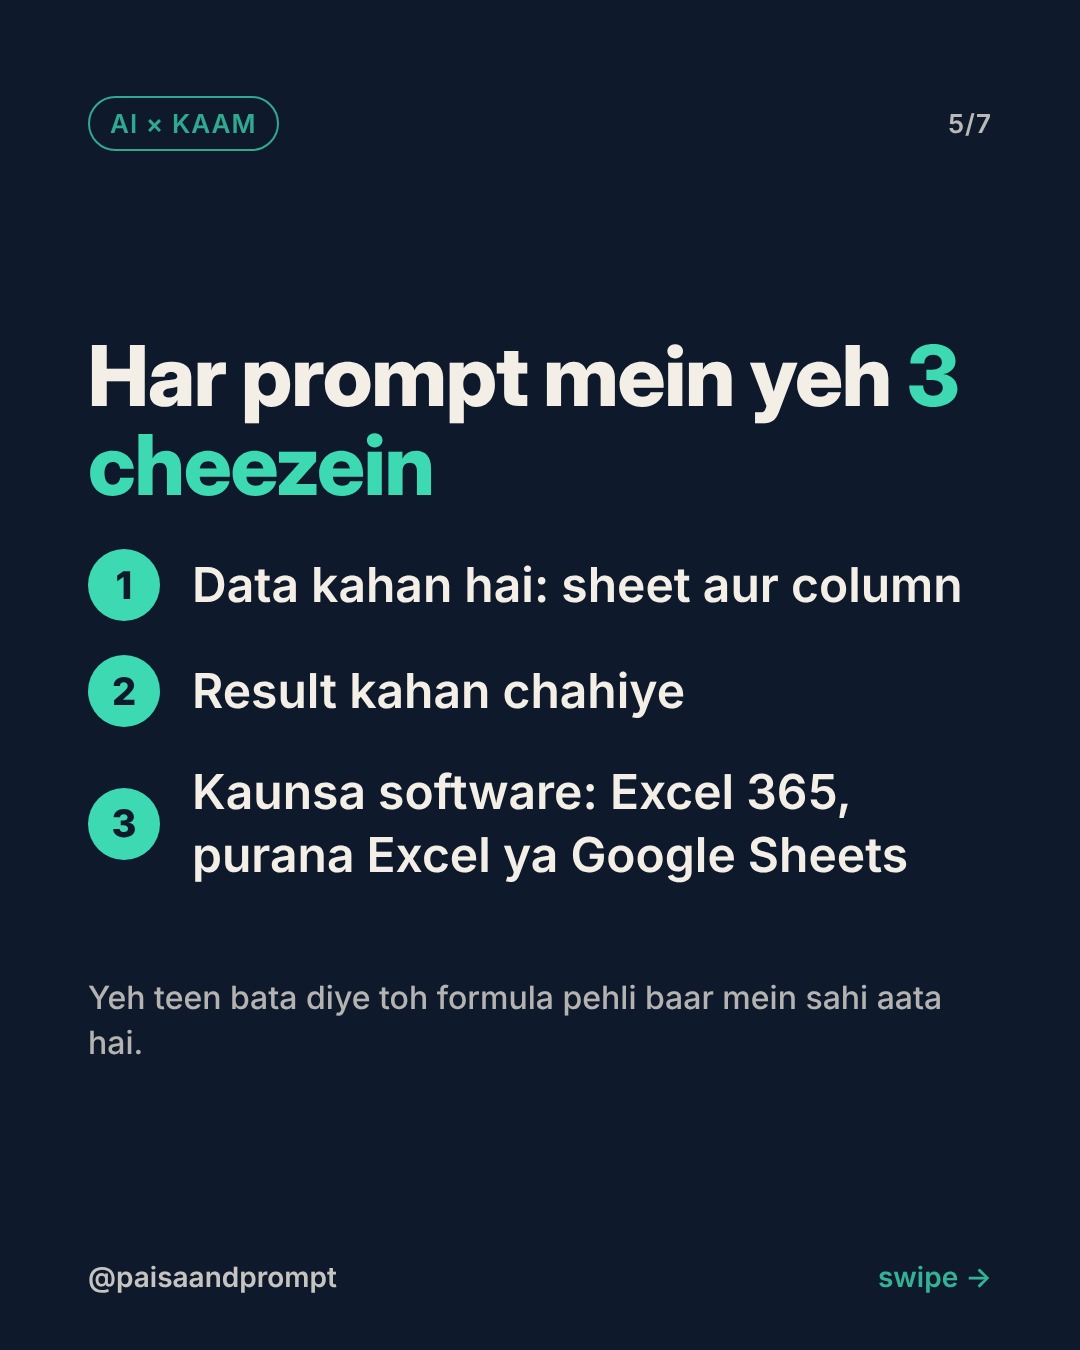 AI × KAAM
5/7
Har prompt mein yeh 3
cheezein
1 Data kahan hai: sheet aur column
2 Result kahan chahiye
3 Kaunsa software: Excel 365,
purana Excel ya Google Sheets
Yeh teen bata diye toh formula pehli baar mein sahi aata
hai.
@paisaandprompt
swipe →